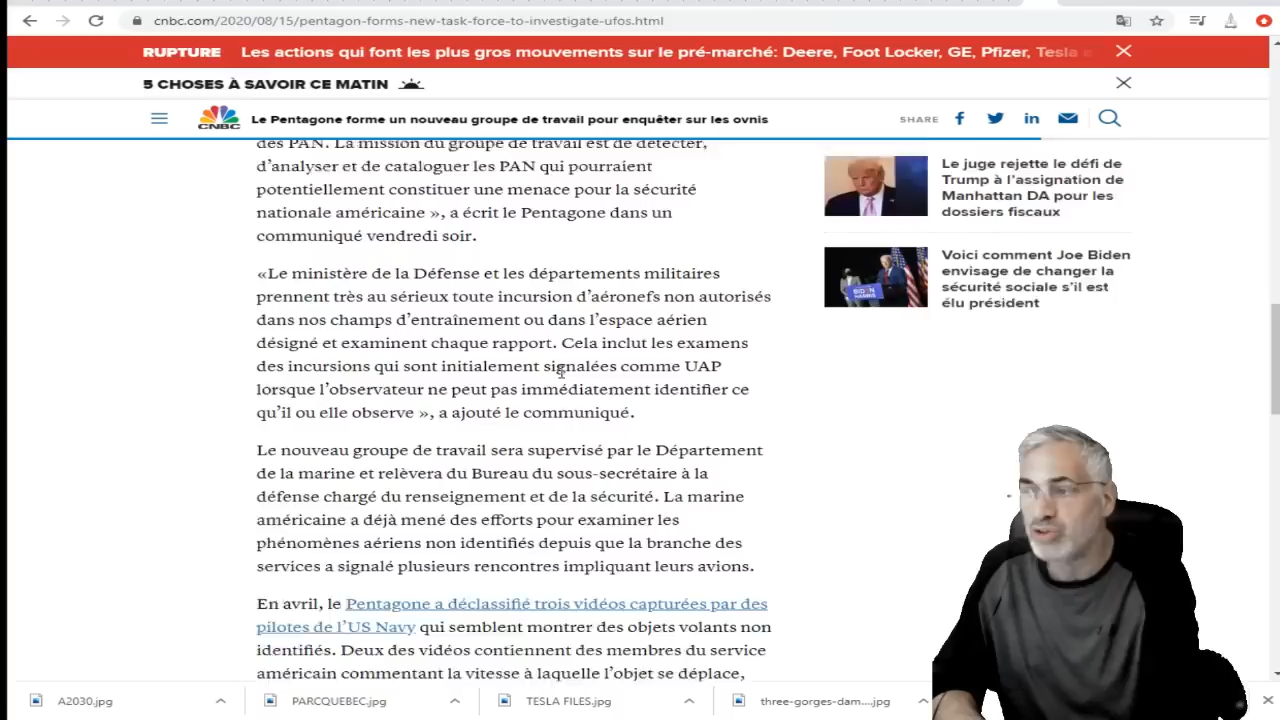 cnbc.com/2020/08/15/pentagon-forms-new-task-force-to-investigate-ufos.html
RUPTURE Les actions qui font les plus gros mouvements sur le pré-marché: Deere, Foot Locker, GE, Pfizer, Tesla
5 CHOSES À SAVOIR CE MATIN
CNBC
Le Pentagone forme un nouveau groupe de travail pour enquêter sur les ovnis
SHARE
des PAN. La mission du groupe de travail est de détecter,
d'analyser et de cataloguer les PAN qui pourraient
potentiellement constituer une menace pour la sécurité
nationale américaine », a écrit le Pentagone dans un
communiqué vendredi soir.
«Le ministère de la Défense et les départements militaires
prennent très au sérieux toute incursion d'aéronefs non autorisés
dans nos champs d'entraînement ou dans l'espace aérien
désigné et examinent chaque rapport. Cela inclut les examens
des incursions qui sont initialement signalées comme UAP
lorsque l'observateur ne peut pas immédiatement identifier ce
qu'il ou elle observe », a ajouté le communiqué.
Le nouveau groupe de travail sera supervisé par le Département
de la marine et relèvera du Bureau du sous-secrétaire à la
défense chargé du renseignement et de la sécurité. La marine
américaine a déjà mené des efforts pour examiner les
phénomènes aériens non identifiés depuis que la branche des
services a signalé plusieurs rencontres impliquant leurs avions.
En avril, le Pentagone a déclassifié trois vidéos capturées par des
pilotes de l'US Navy qui semblent montrer des objets volants non
identifiés. Deux des vidéos contiennent des membres du service
américain commentant la vitesse à laquelle l'objet se déplace,
Le juge rejette le défi de
Trump à l'assignation de
Manhattan DA pour les
dossiers fiscaux
Voici comment Joe Biden
envisage de changer la
sécurité sociale s'il est
élu président
BIDEN
HARRIS
A2030.jpg
PARCQUEBEC.jpg
TESLA FILES.jpg
three-gorges-dam....jpg